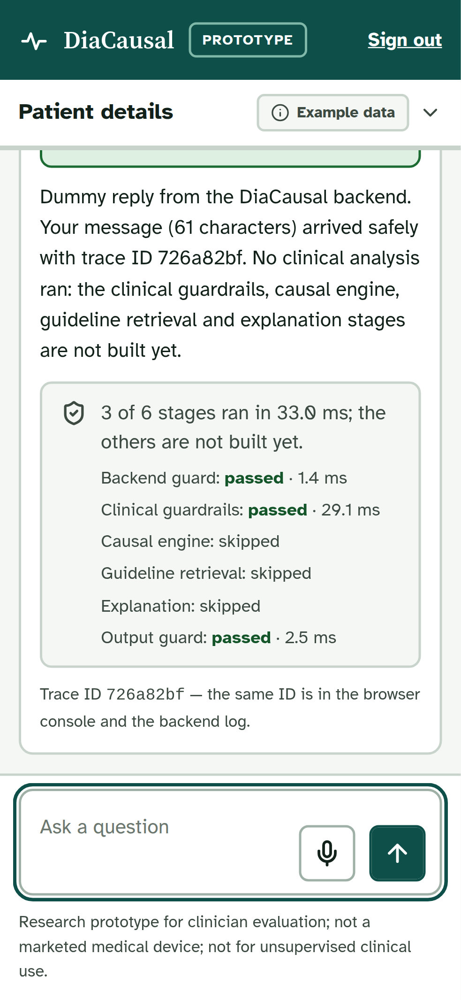 DiaCausal
PROTOTYPE
Sign out
Patient details
Example data
Dummy reply from the DiaCausal backend.
Your message (61 characters) arrived safely
with trace ID 726a82bf. No clinical analysis
ran: the clinical guardrails, causal engine,
guideline retrieval and explanation stages
are not built yet.
3 of 6 stages ran in 33.0 ms; the
others are not built yet.
Backend guard: passed · 1.4 ms
Clinical guardrails: passed · 29.1 ms
Causal engine: skipped
Guideline retrieval: skipped
Explanation: skipped
Output guard: passed · 2.5 ms
Trace ID 726a82bf — the same ID is in the browser
console and the backend log.
Ask a question
Research prototype for clinician evaluation; not a
marketed medical device; not for unsupervised clinical
use.